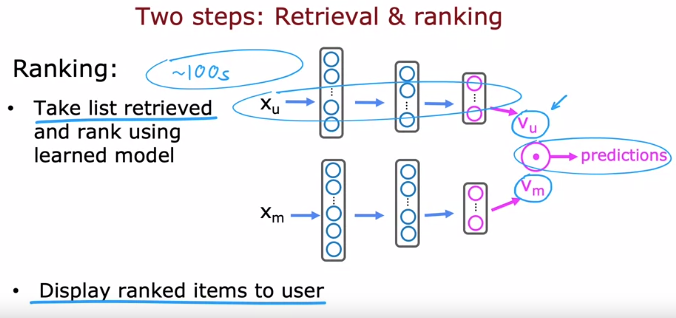 Two steps: Retrieval & ranking
Ranking:
~100s
• Take list retrieved
and rank using
learned model
x_u
v_u
predictions
v_m
x_m
• Display ranked items to user